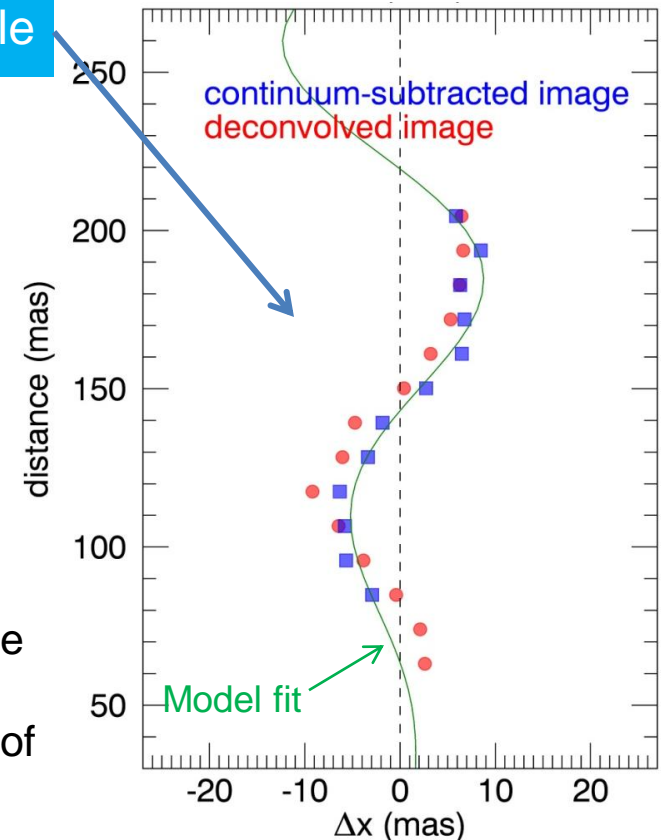 le
250
continuum-subtracted image
deconvolved image
200
distance (mas)
150
100
e
Model fit
50
of
-20 -10 0 10 20
Δx (mas)